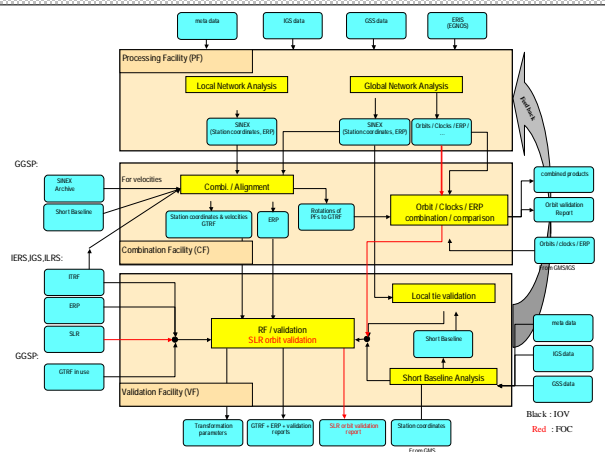 meta data
IGS data
GSS data
ERIS
(EGNOS)
Processing Facility (PF)
Local Network Analysis
Global Network Analysis
Feedback
SINEX
(Station coordinates, ERP)
SINEX
(Station coordinates, ERP)
Orbits / Clocks / ERP /
...
GGSP:
For velocities
SINEX
Archive
Combi. / Alignment
Short Baseline
Station coordinates & velocities
GTRF
ERP
Rotations of
PFs to GTRF
Orbit / Clocks / ERP
combination / comparison
combined products
Orbit validation
Report
Orbits / clocks / ERP
From GMS/IGS
Combination Facility (CF)
IERS,IGS,ILRS:
ITRF
ERP
SLR
GGSP:
GTRF in use
Local tie validation
RF / validation
SLR orbit validation
Short Baseline
Short Baseline Analysis
meta data
IGS data
GSS data
Validation Facility (VF)
Black : IOV
Red : FOC
Transformation
parameters
GTRF + ERP + validation
reports
SLR orbit validation
report
Station coordinates
From GMS